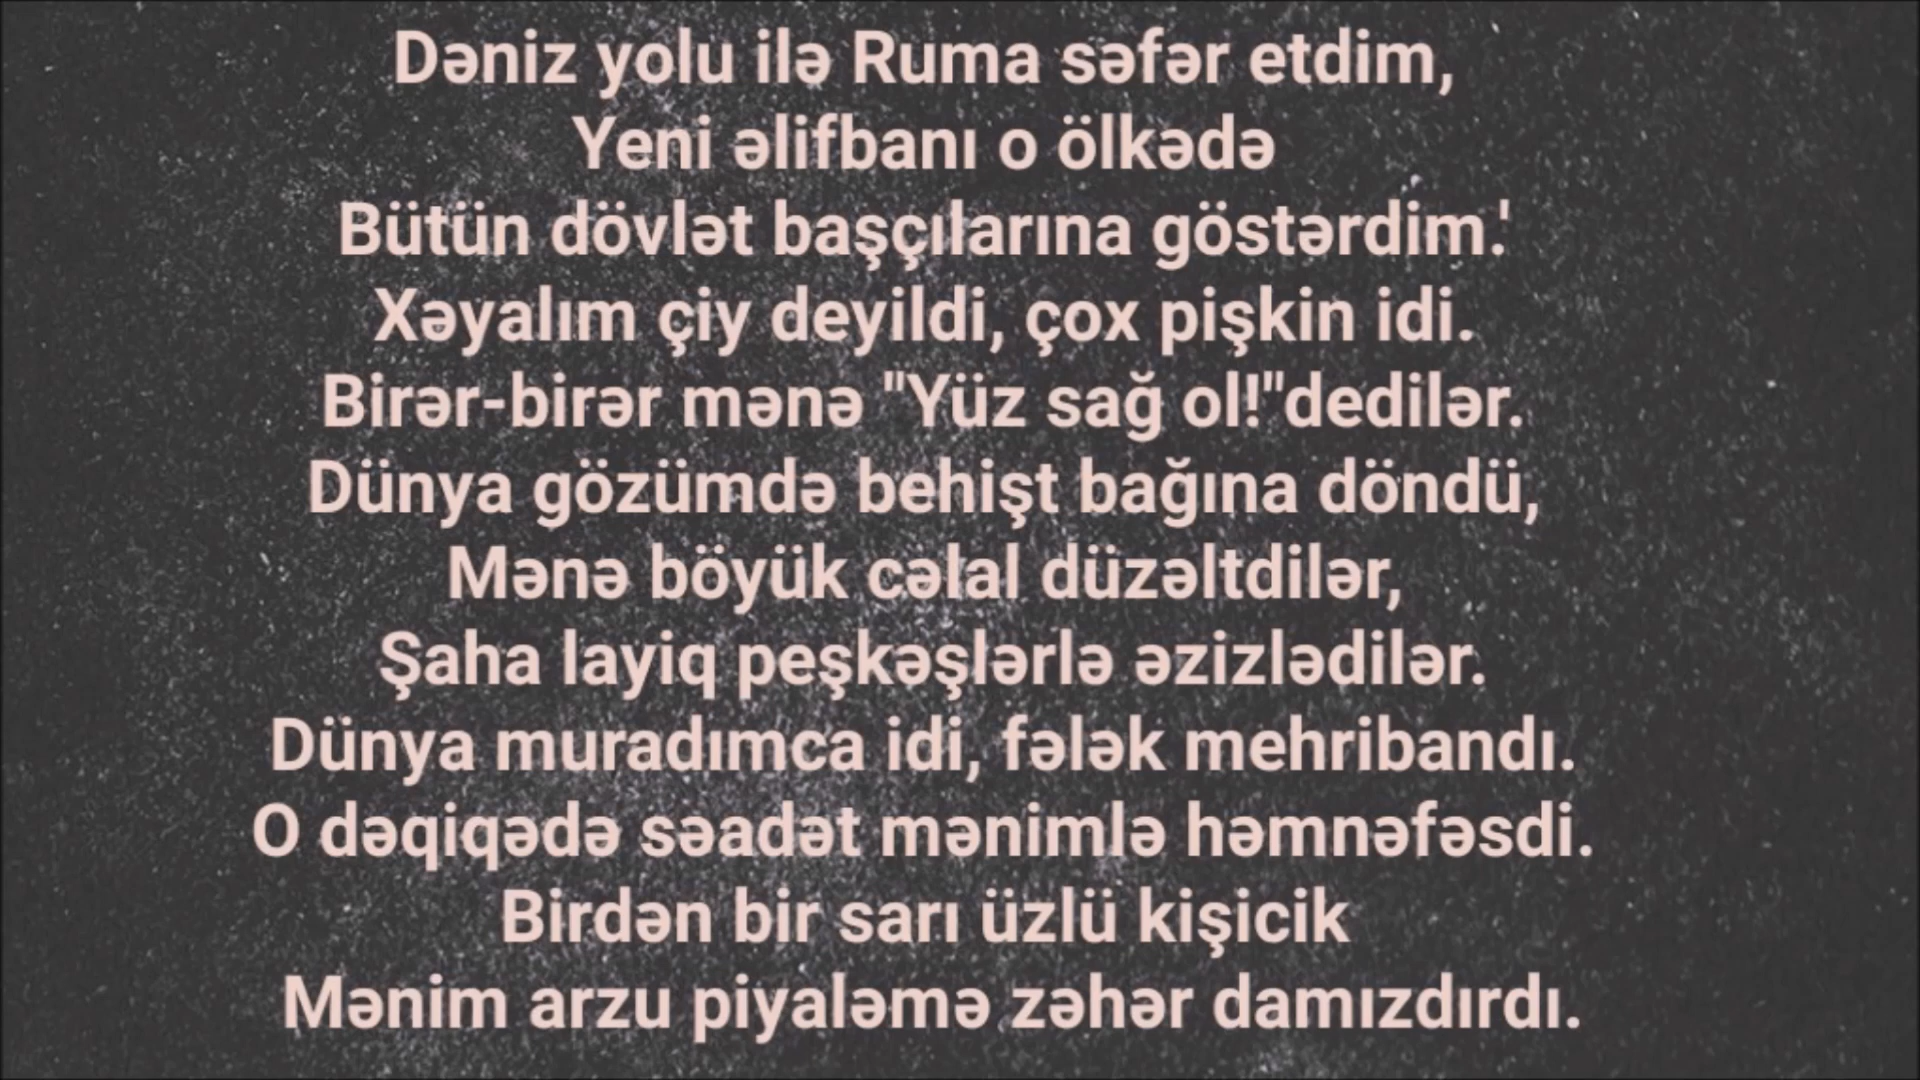 Dəniz yolu ilə Ruma səfər etdim,
Yeni əlifbanı o ölkədə
Bütün dövlət başçılarına göstərdim.'
Xəyalım çiy deyildi, çox pişkin idi.
Birər-birər mənə "Yüz sağ ol!"dedilər.
Dünya gözümdə behişt bağına döndü,
Mənə böyük cəlal düzəltdilər,
Şaha layiq peşkəşlərlə əzizlədilər.
Dünya muradımca idi, fələk mehribandı.
O dəqiqədə səadət mənimlə həmnəfəsdi.
Birdən bir sarı üzlü kişicik
Mənim arzu piyaləmə zəhər damızdırdı.